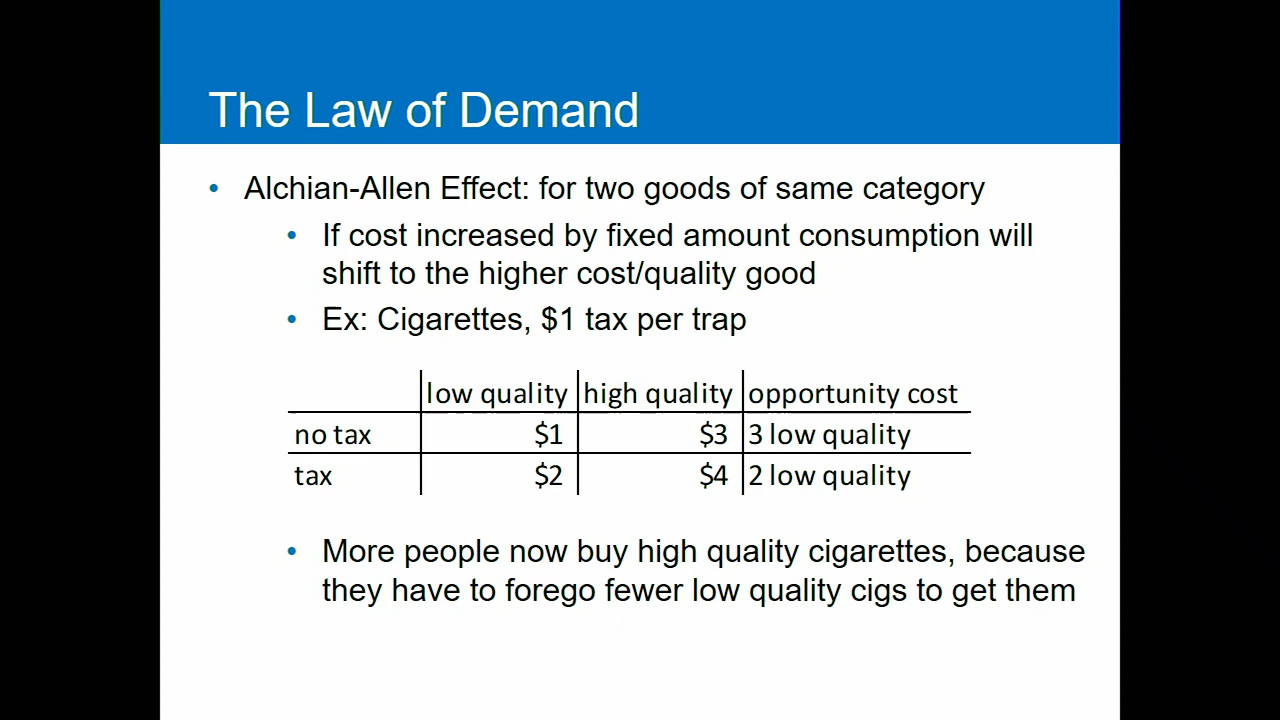 The Law of Demand
• Alchian-Allen Effect: for two goods of same category
• If cost increased by fixed amount consumption will
shift to the higher cost/quality good
• Ex: Cigarettes, $1 tax per trap
low quality high quality opportunity cost
no tax $1 $3 3 low quality
tax $2 $4 2 low quality
• More people now buy high quality cigarettes, because
they have to forego fewer low quality cigs to get them